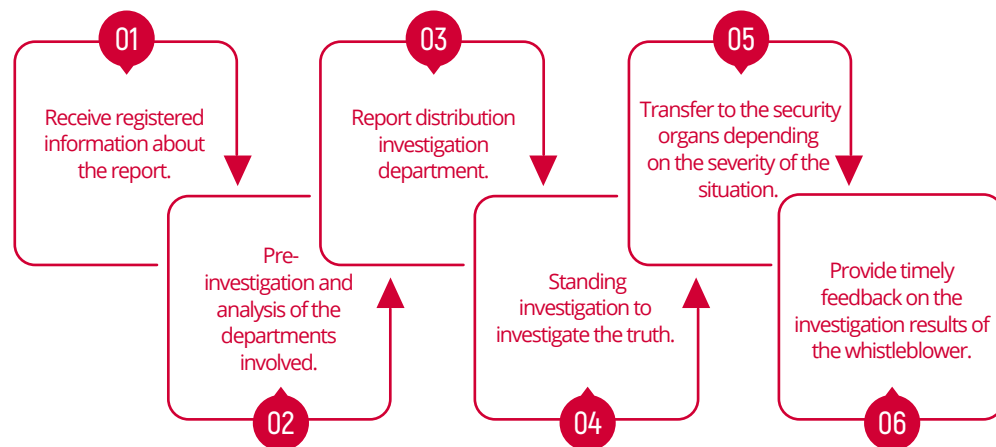 01
Receive registered
information about
the report.
02
Pre-
investigation and
analysis of the
departments
involved.
03
Report distribution
investigation
department.
04
Standing
investigation to
investigate the truth.
05
Transfer to the security
organs depending
on the severity of the
situation.
06
Provide timely
feedback on the
investigation results of
the whistleblower.